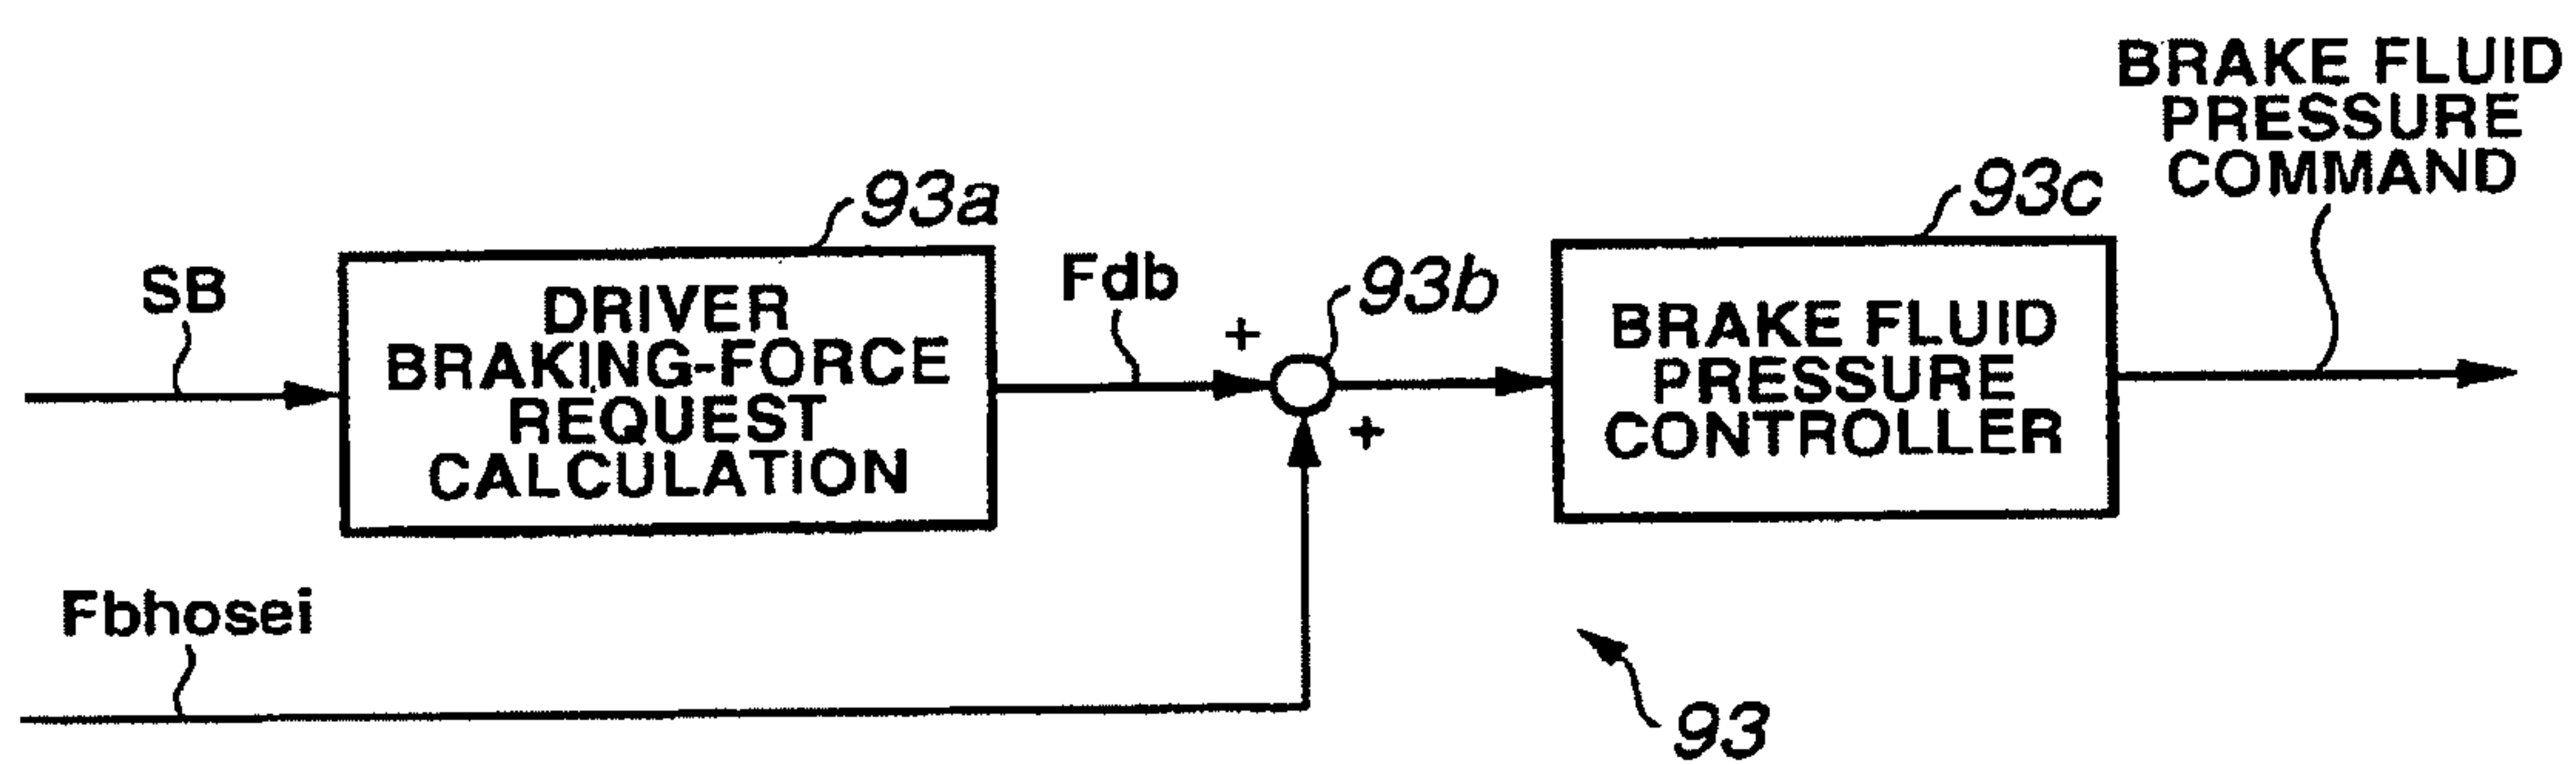 BRAKE FLUID
PRESSURE
COMMAND
93a
93c
SB
DRIVER
BRAKING-FORCE
REQUEST
CALCULATION
Fdb
+
93b
+
BRAKE FLUID
PRESSURE
CONTROLLER
Fbhosei
93